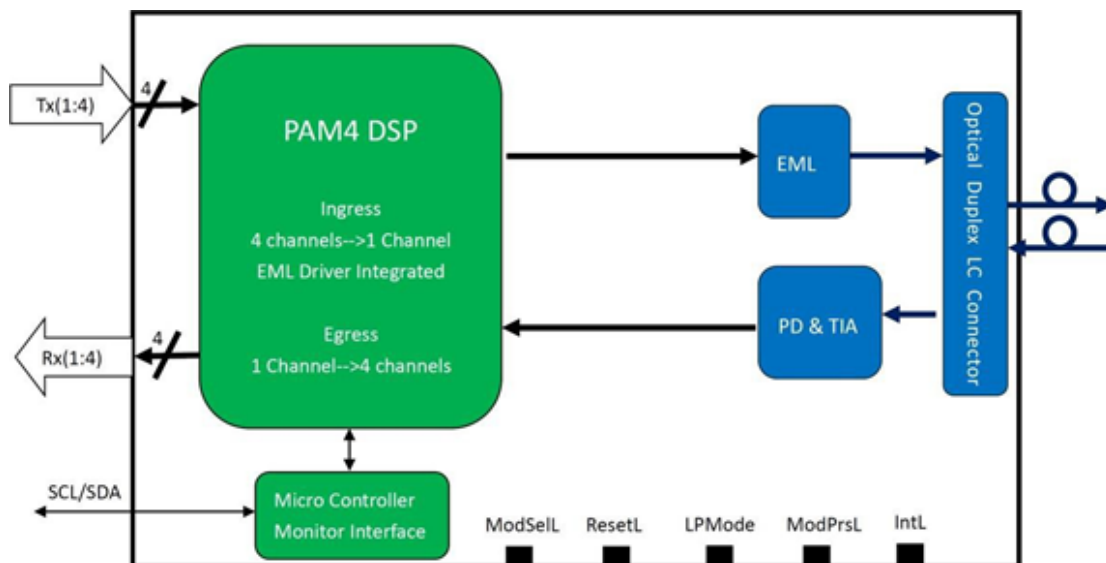 Tx(1:4)
4
PAM4 DSP
Ingress
4 channels-->1 Channel
EML Driver Integrated
Egress
1 Channel-->4 channels
EML
PD & TIA
Optical Duplex LC Connector
4
Rx(1:4)
SCL/SDA
Micro Controller
Monitor Interface
ModSelL
ResetL
LPMode
ModPrsL
IntL